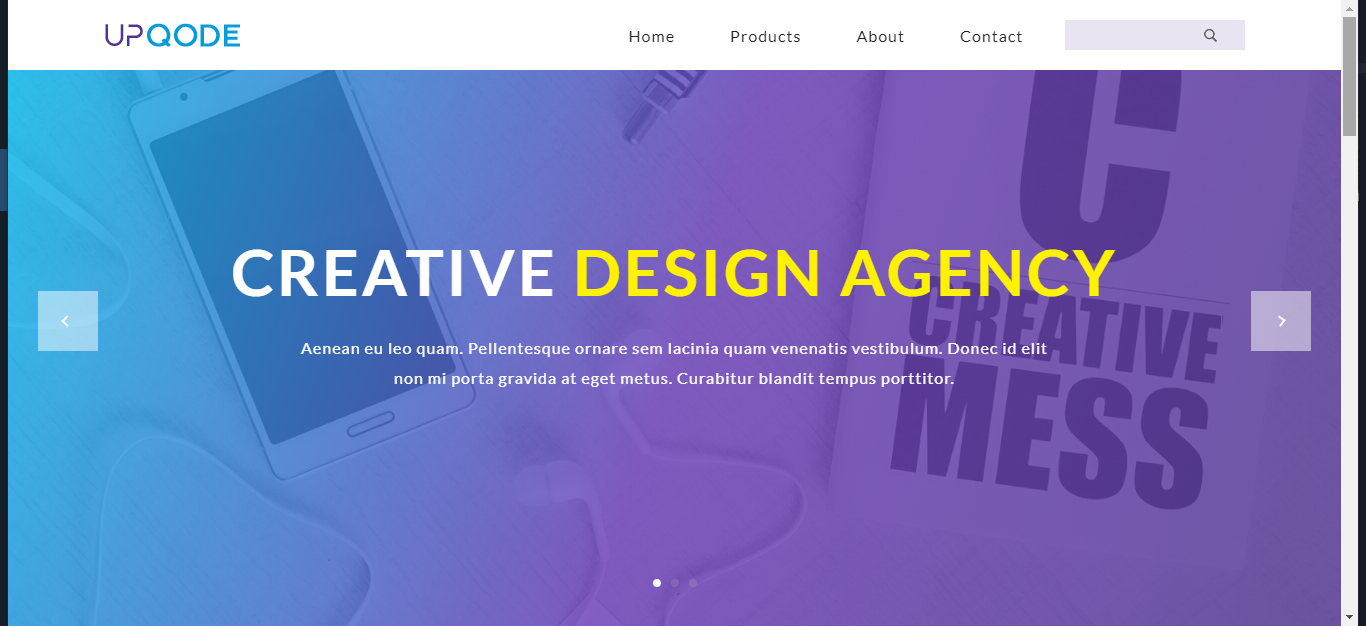 UPQODE
Home Products About Contact
CREATIVE DESIGN AGENCY
Aenean eu leo quam. Pellentesque ornare sem lacinia quam venenatis vestibulum. Donec id elit
non mi porta gravida at eget metus. Curabitur blandit tempus porttitor.
C
CREATIVE
MESS